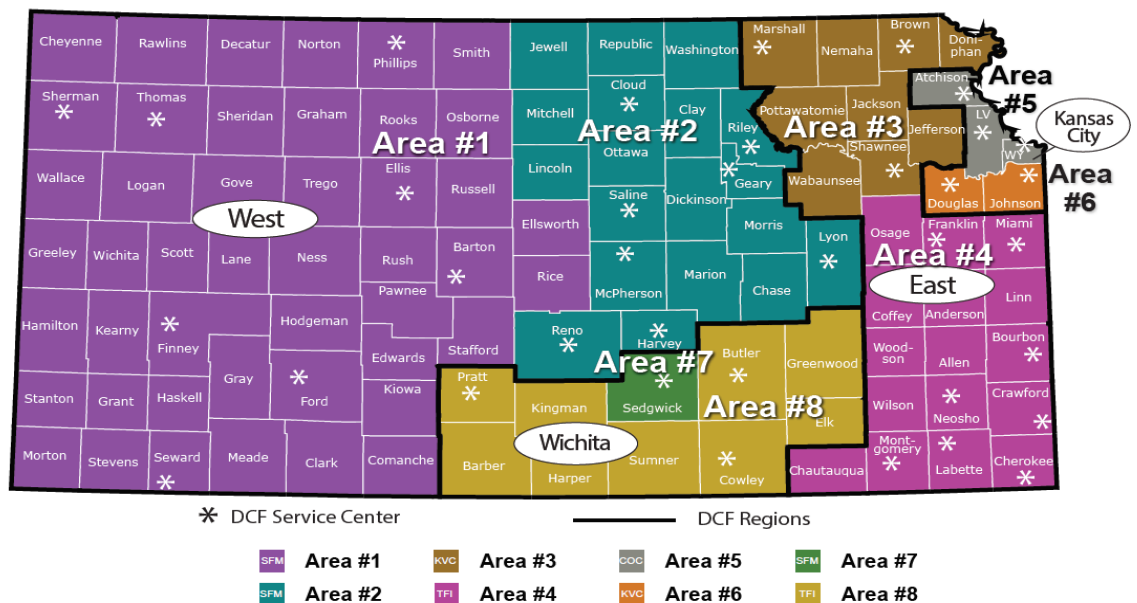 Cheyenne
Rawlins
Decatur
Norton
Phillips
Smith
Jewell
Republic
Washington
Marshall
Nemaha
Brown
Doni-
phan
Sherman
Thomas
Sheridan
Graham
Rooks
Osborne
Mitchell
Cloud
Clay
Riley
Pottawatomie
Jackson
Atchison
Jefferson
LV
WY
Area #1
Area #2
Area #3
Area
#5
Kansas
City
Wallace
Logan
Gove
Trego
Ellis
Russell
Lincoln
Ottawa
Saline
Dickinson
Geary
Wabaunsee
Shawnee
Douglas
Johnson
Area
#6
West
Ellsworth
Morris
Lyon
Osage
Franklin
Miami
Area #4
East
Greeley
Wichita
Scott
Lane
Ness
Rush
Barton
Rice
McPherson
Marion
Chase
Coffey
Anderson
Linn
Pawnee
Hamilton
Kearny
Finney
Hodgeman
Edwards
Stafford
Reno
Harvey
Butler
Greenwood
Wood-
son
Allen
Bourbon
Area #7
Gray
Ford
Kiowa
Pratt
Kingman
Sedgwick
Area #8
Elk
Wilson
Neosho
Crawford
Stanton
Grant
Haskell
Wichita
Morton
Stevens
Seward
Meade
Clark
Comanche
Barber
Harper
Sumner
Cowley
Chautauqua
Mont-
gomery
Labette
Cherokee
DCF Service Center
DCF Regions
SFM Area #1
KVC Area #3
COC Area #5
SFM Area #7
SFM Area #2
TFI Area #4
KVC Area #6
TFI Area #8